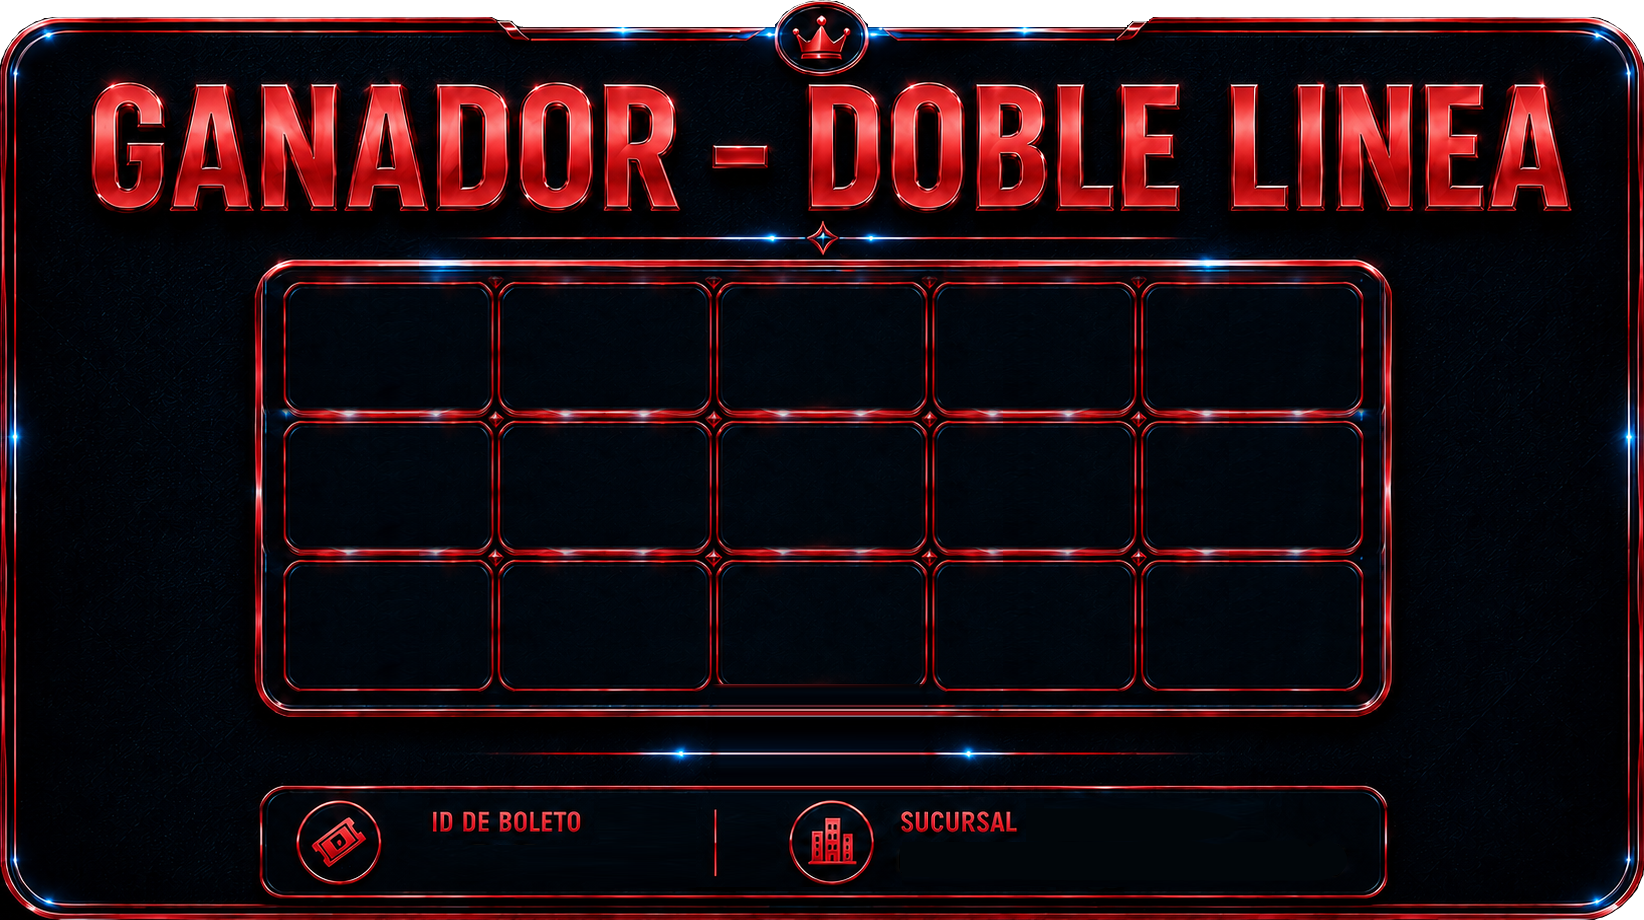 GANADOR - DOBLE LINEA
ID DE BOLETO
SUCURSAL